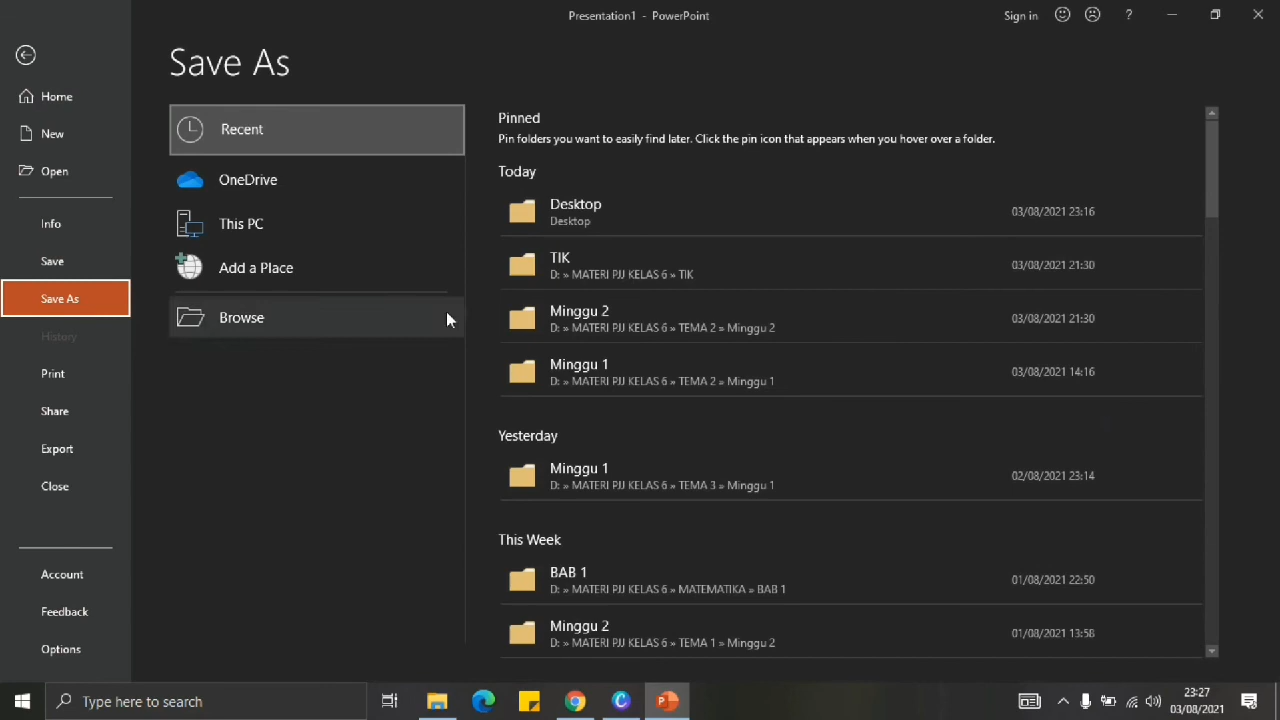 Presentation1 - PowerPoint
Sign in
?
Save As
Home
New
Open
Info
Save
Save As
History
Print
Share
Export
Close
Account
Feedback
Options
Recent
OneDrive
This PC
Add a Place
Browse
Pinned
Pin folders you want to easily find later. Click the pin icon that appears when you hover over a folder.
Today
Desktop
Desktop
03/08/2021 23:16
TIK
D: » MATERI PJJ KELAS 6 » TIK
03/08/2021 21:30
Minggu 2
D: » MATERI PJJ KELAS 6 » TEMA 2 » Minggu 2
03/08/2021 21:30
Minggu 1
D: » MATERI PJJ KELAS 6 » TEMA 2 » Minggu 1
03/08/2021 14:16
Yesterday
Minggu 1
D: » MATERI PJJ KELAS 6 » TEMA 3 » Minggu 1
02/08/2021 23:14
This Week
BAB 1
D: » MATERI PJJ KELAS 6 » MATEMATIKA » BAB 1
01/08/2021 22:50
Minggu 2
D: » MATERI PJJ KELAS 6 » TEMA 1 » Minggu 2
01/08/2021 13:58
Type here to search
23:27
03/08/2021